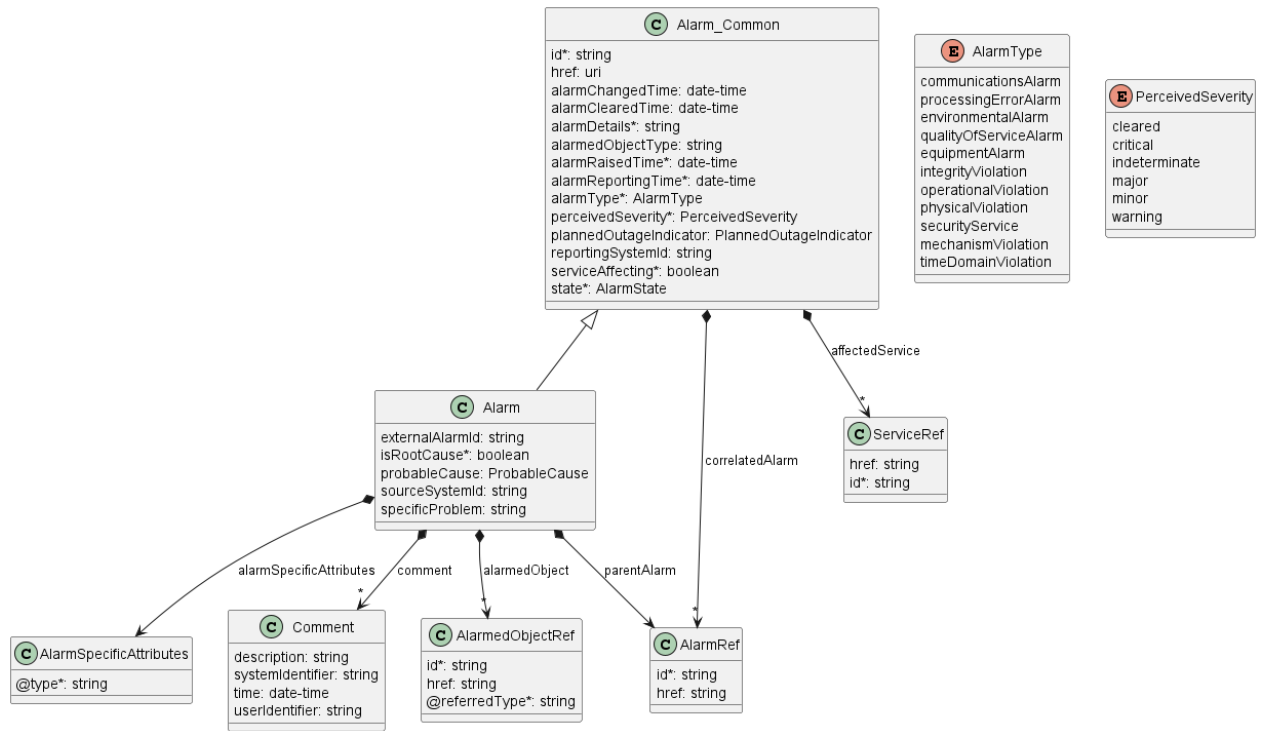 C Alarm_Common
id*: string
href: uri
alarmChangedTime: date-time
alarmClearedTime: date-time
alarmDetails*: string
alarmedObjectType: string
alarmRaisedTime*: date-time
alarmReportingTime*: date-time
alarmType*: AlarmType
perceivedSeverity*: PerceivedSeverity
plannedOutageIndicator: PlannedOutageIndicator
reportingSystemId: string
serviceAffecting*: boolean
state*: AlarmState
E AlarmType
communicationsAlarm
processingErrorAlarm
environmentalAlarm
qualityOfServiceAlarm
equipmentAlarm
integrityViolation
operationalViolation
physicalViolation
securityService
mechanismViolation
timeDomainViolation
E PerceivedSeverity
cleared
critical
indeterminate
major
minor
warning
affectedService
*
C Alarm
externalAlarmId: string
isRootCause*: boolean
probableCause: ProbableCause
sourceSystemId: string
specificProblem: string
correlatedAlarm
*
C ServiceRef
href: string
id*: string
alarmSpecificAttributes
comment
*
alarmedObject
*
parentAlarm
C AlarmSpecificAttributes
@type*: string
C Comment
description: string
systemIdentifier: string
time: date-time
userIdentifier: string
C AlarmedObjectRef
id*: string
href: string
@referredType*: string
C AlarmRef
id*: string
href: string